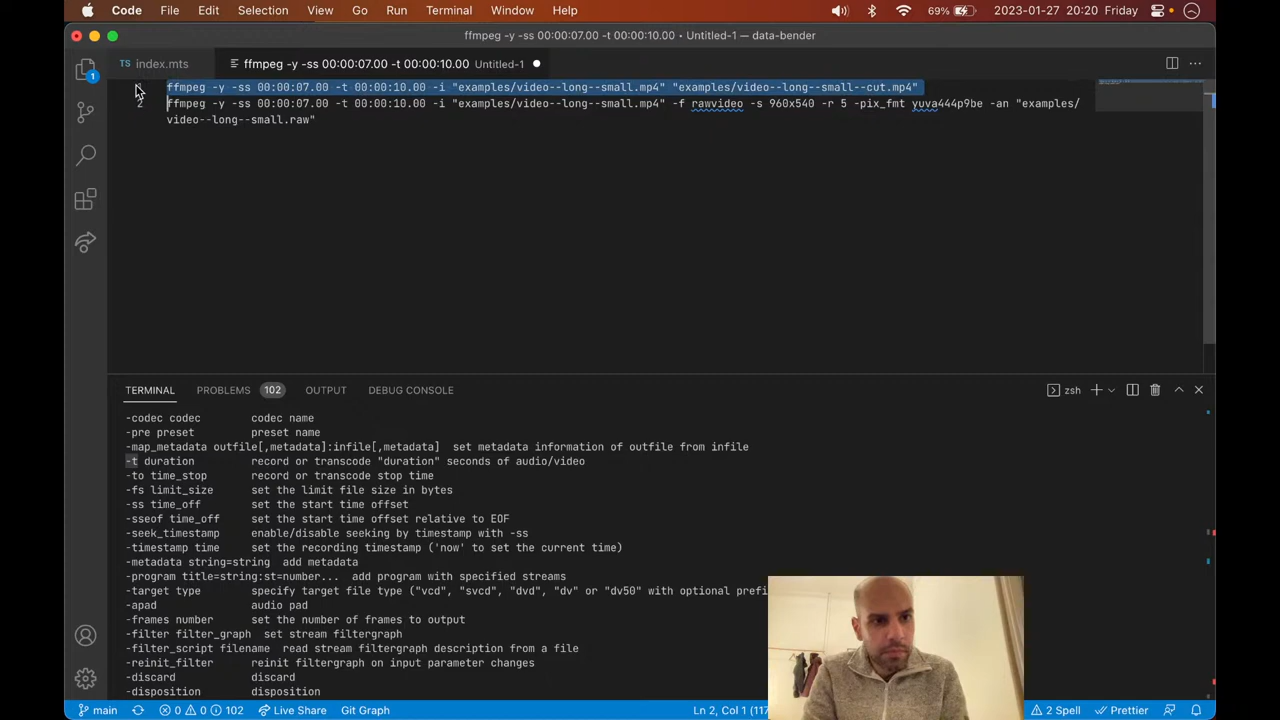 Code File Edit Selection View Go Run Terminal Window Help 69% 2023-01-27 20:20 Friday
ffmpeg -y -ss 00:00:07.00 -t 00:00:10.00 • Untitled-1 — data-bender
TS index.mts ffmpeg -y -ss 00:00:07.00 -t 00:00:10.00 Untitled-1
1
ffmpeg -y -ss 00:00:07.00 -t 00:00:10.00 -i "examples/video--long--small.mp4" "examples/video--long--small--cut.mp4"
2 ffmpeg -y -ss 00:00:07.00 -t 00:00:10.00 -i "examples/video--long--small.mp4" -f rawvideo -s 960x540 -r 5 -pix_fmt yuva444p9be -an "examples/
video--long--small.raw"
TERMINAL PROBLEMS 102 OUTPUT DEBUG CONSOLE zsh
-codec codec codec name
-pre preset preset name
-map_metadata outfile[,metadata]:infile[,metadata] set metadata information of outfile from infile
-t duration record or transcode "duration" seconds of audio/video
-to time_stop record or transcode stop time
-fs limit_size set the limit file size in bytes
-ss time_off set the start time offset
-sseof time_off set the start time offset relative to EOF
-seek_timestamp enable/disable seeking by timestamp with -ss
-timestamp time set the recording timestamp ('now' to set the current time)
-metadata string=string add metadata
-program title=string:st=number... add program with specified streams
-target type specify target file type ("vcd", "svcd", "dvd", "dv" or "dv50" with optional prefi
-apad audio pad
-frames number set the number of frames to output
-filter filter_graph set stream filtergraph
-filter_script filename read stream filtergraph description from a file
-reinit_filter reinit filtergraph on input parameter changes
-discard discard
-disposition disposition
main 0 0 102 Live Share Git Graph Ln 2, Col 1 (117 2 Spell Prettier